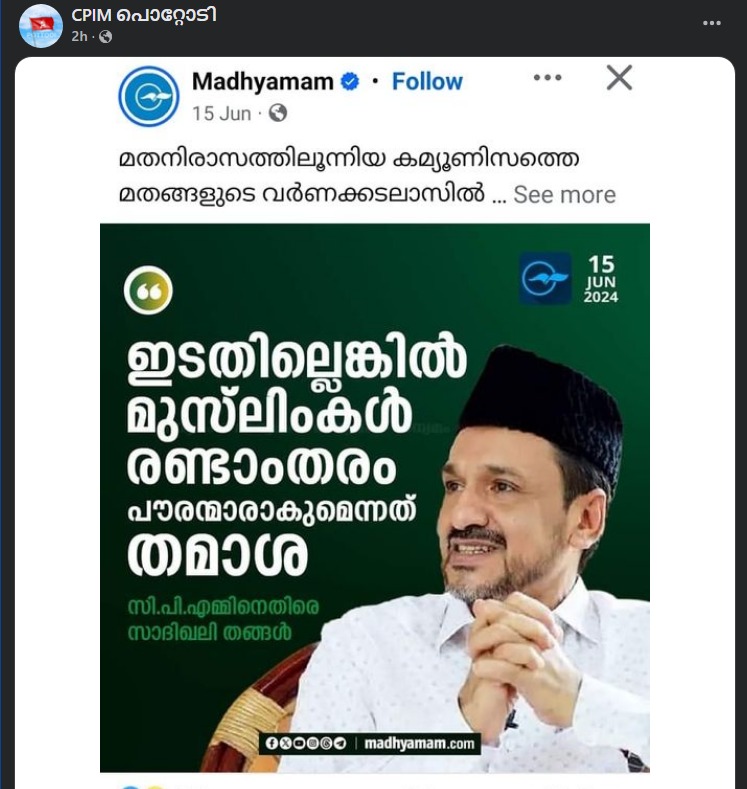 CPIM പൊറ്റോടി
2h ·
Madhyamam · Follow
15 Jun ·
മതനിരാസത്തിലൂന്നിയ കമ്യൂണിസത്തെ
മതങ്ങളുടെ വർണക്കടലാസിൽ ... See more
15
JUN
2024
ഇടതില്ലെങ്കിൽ
മുസ്‌ലിംകൾ
രണ്ടാംതരം
പൗരന്മാരാകുമെന്നത്
തമാശ
സി.പി.എമ്മിനെതിരെ
സാദിഖലി തങ്ങൾ
madhyamam.com